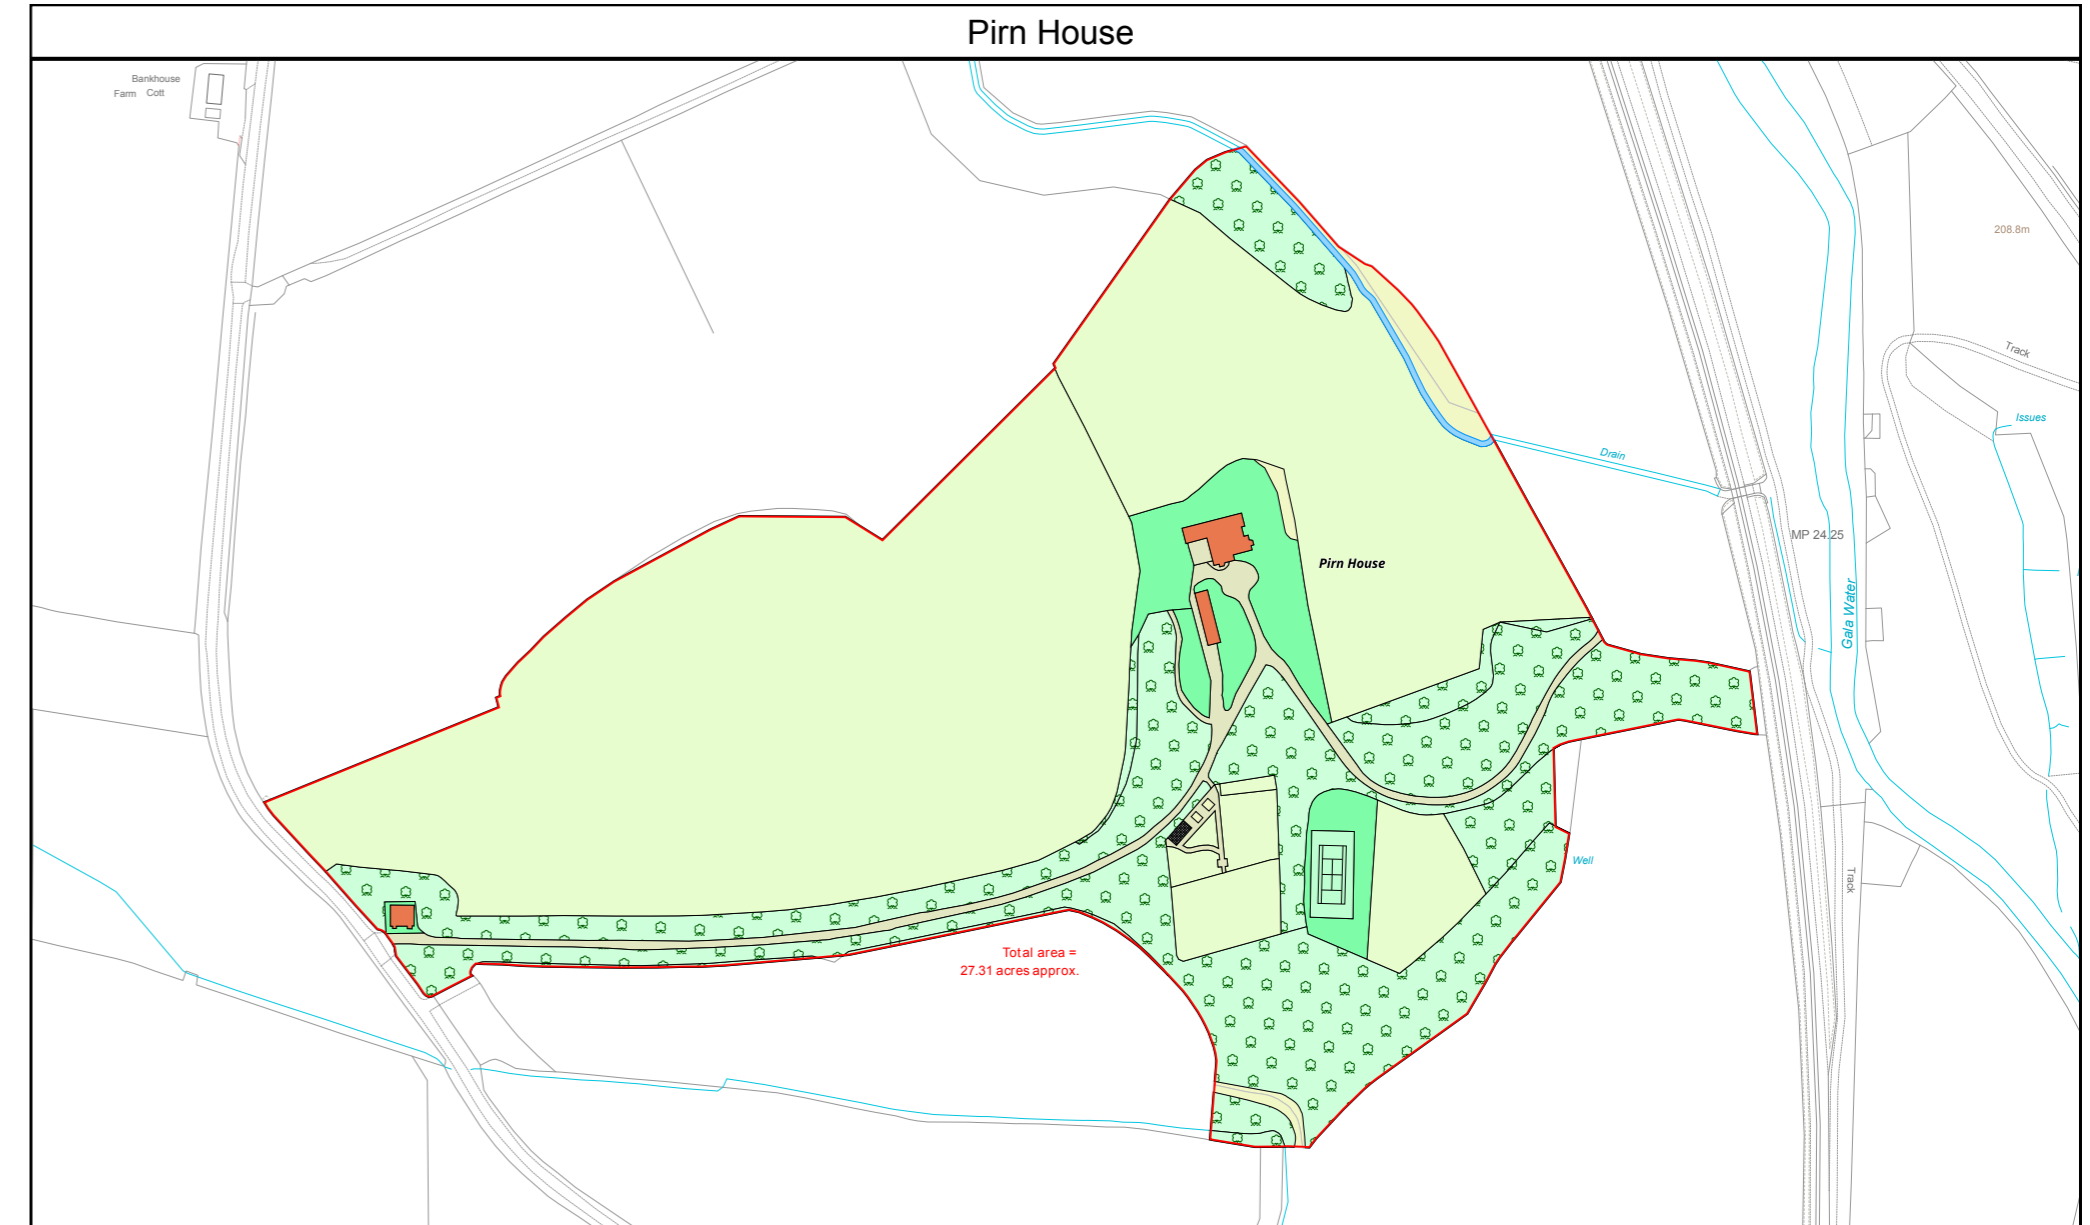 Pirn House
Bankhouse
Farm Cott
208.8m
Track
Issues
Drain
MP 24.25
Pirn House
Gala Water
Well
Track
Total area =
27.31 acres approx.